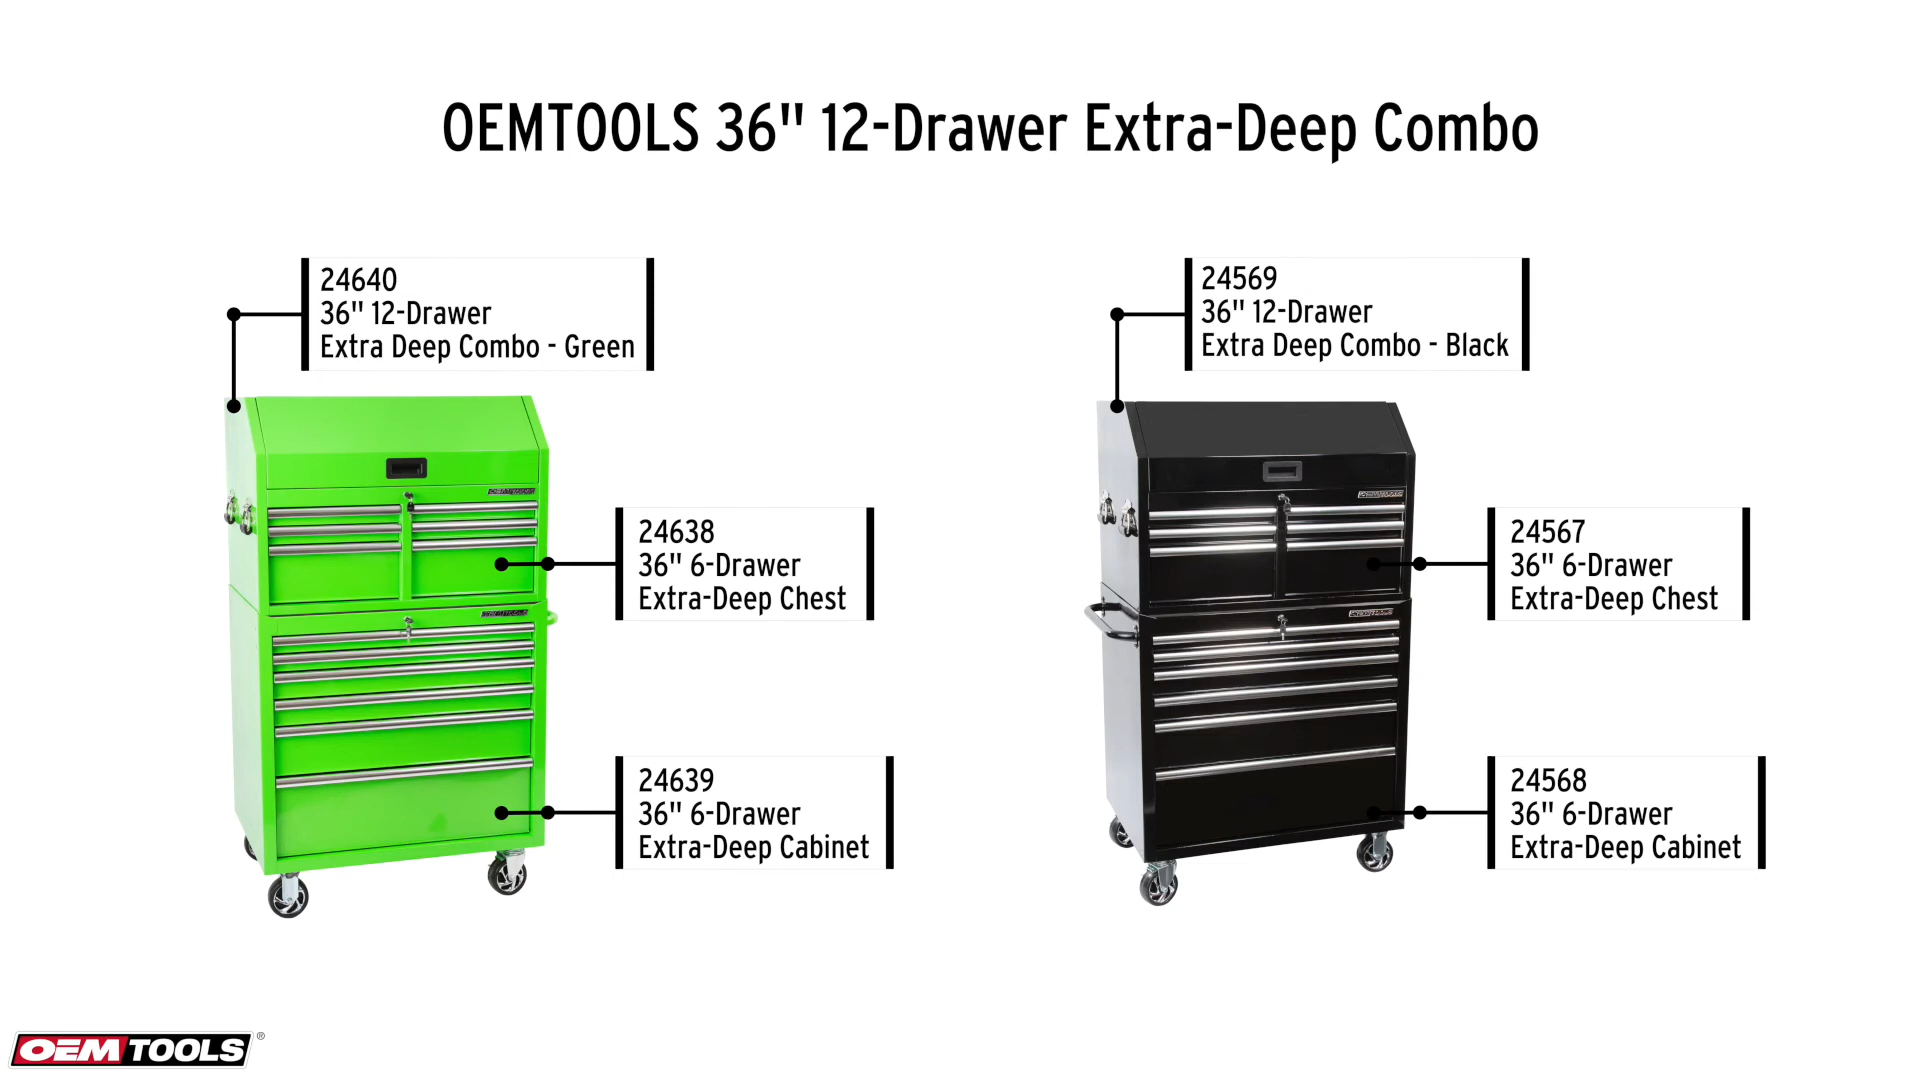 OEMTOOLS 36" 12-Drawer Extra-Deep Combo
24640
36" 12-Drawer
Extra Deep Combo - Green
24569
36" 12-Drawer
Extra Deep Combo - Black
24638
36" 6-Drawer
Extra-Deep Chest
24567
36" 6-Drawer
Extra-Deep Chest
24639
36" 6-Drawer
Extra-Deep Cabinet
24568
36" 6-Drawer
Extra-Deep Cabinet
OEMTOOLS®